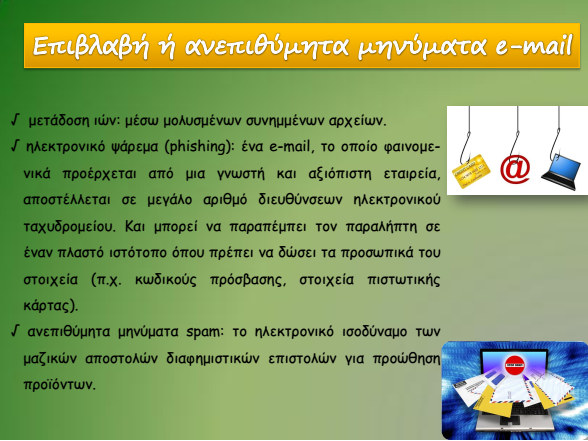 Επιβλαβή ή ανεπιθύμητα μηνύματα e-mail
√ μετάδοση ιών: μέσω μολυσμένων συνημμένων αρχείων.
√ ηλεκτρονικό ψάρεμα (phishing): ένα e-mail, το οποίο φαινομε-
νικά προέρχεται από μια γνωστή και αξιόπιστη εταιρεία,
αποστέλλεται σε μεγάλο αριθμό διευθύνσεων ηλεκτρονικού
ταχυδρομείου. Και μπορεί να παραπέμπει τον παραλήπτη σε
έναν πλαστό ιστότοπο όπου πρέπει να δώσει τα προσωπικά του
στοιχεία (π.χ. κωδικούς πρόσβασης, στοιχεία πιστωτικής
κάρτας).
√ ανεπιθύμητα μηνύματα spam: το ηλεκτρονικό ισοδύναμο των
μαζικών αποστολών διαφημιστικών επιστολών για προώθηση
προϊόντων.
@